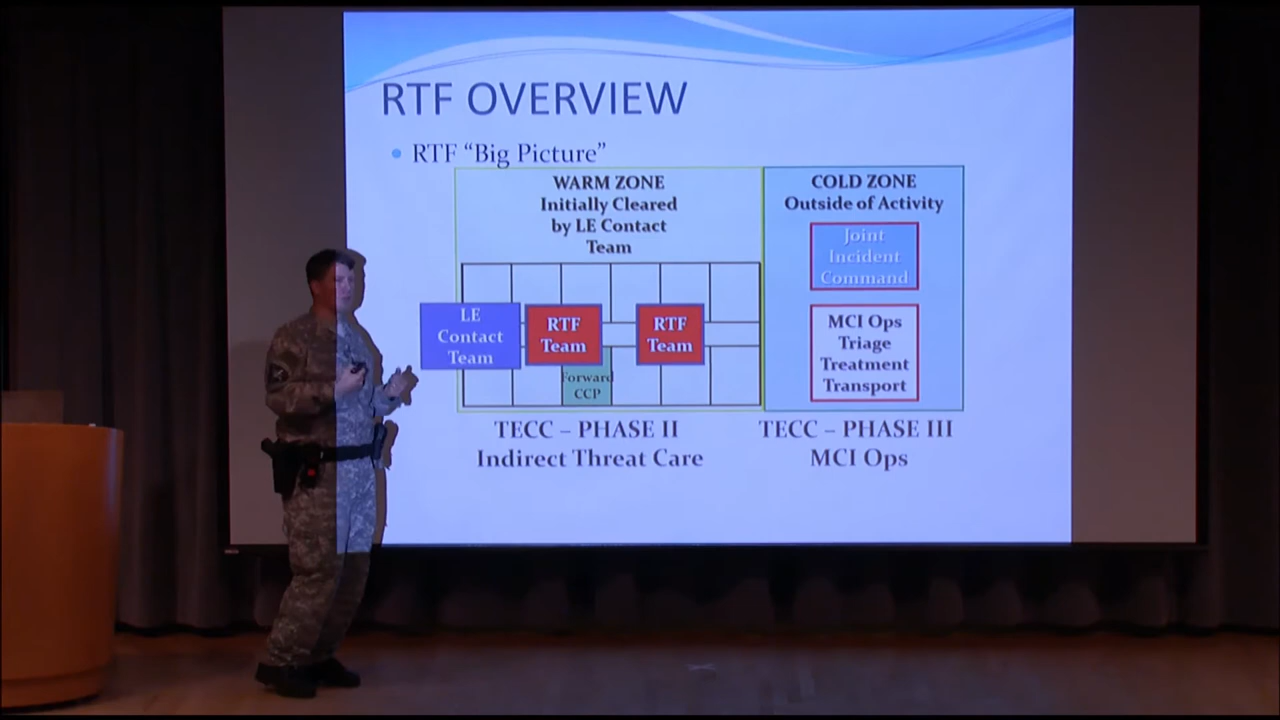 RTF OVERVIEW
• RTF “Big Picture”
WARM ZONE
Initially Cleared
by LE Contact
Team
LE
Contact
Team
RTF
Team
RTF
Team
Forward
CCP
TECC – PHASE II
Indirect Threat Care
COLD ZONE
Outside of Activity
Joint
Incident
Command
MCI Ops
Triage
Treatment
Transport
TECC – PHASE III
MCI Ops